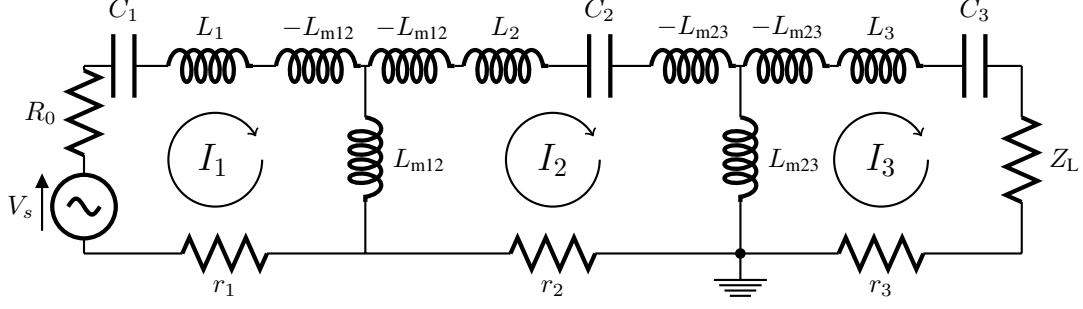 C₁ L₁ −Lₘ₁₂ −Lₘ₁₂ L₂ C₂ −Lₘ₂₃ −Lₘ₂₃ L₃ C₃
R₀ I₁ Lₘ₁₂ I₂ Lₘ₂₃ I₃ Z_L
Vₛ
r₁ r₂ r₃